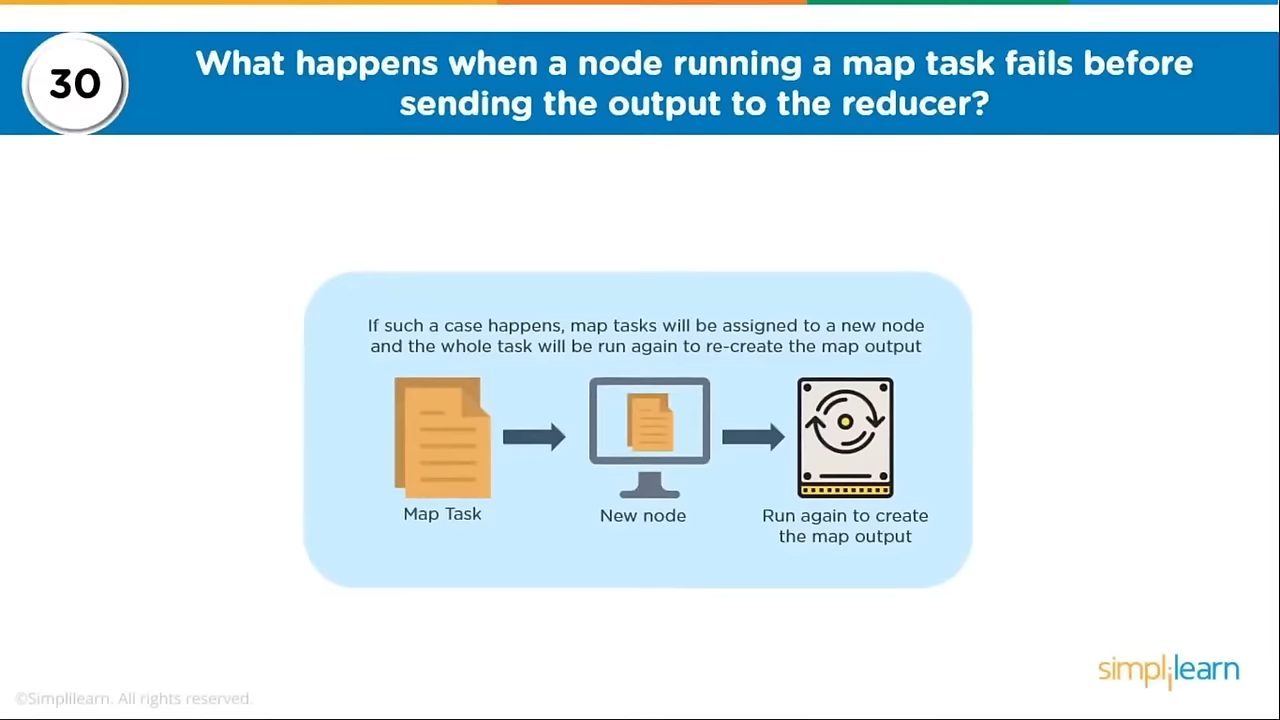 30
What happens when a node running a map task fails before
sending the output to the reducer?
If such a case happens, map tasks will be assigned to a new node
and the whole task will be run again to re-create the map output
Map Task
New node
Run again to create
the map output
simplilearn
©Simplilearn. All rights reserved.